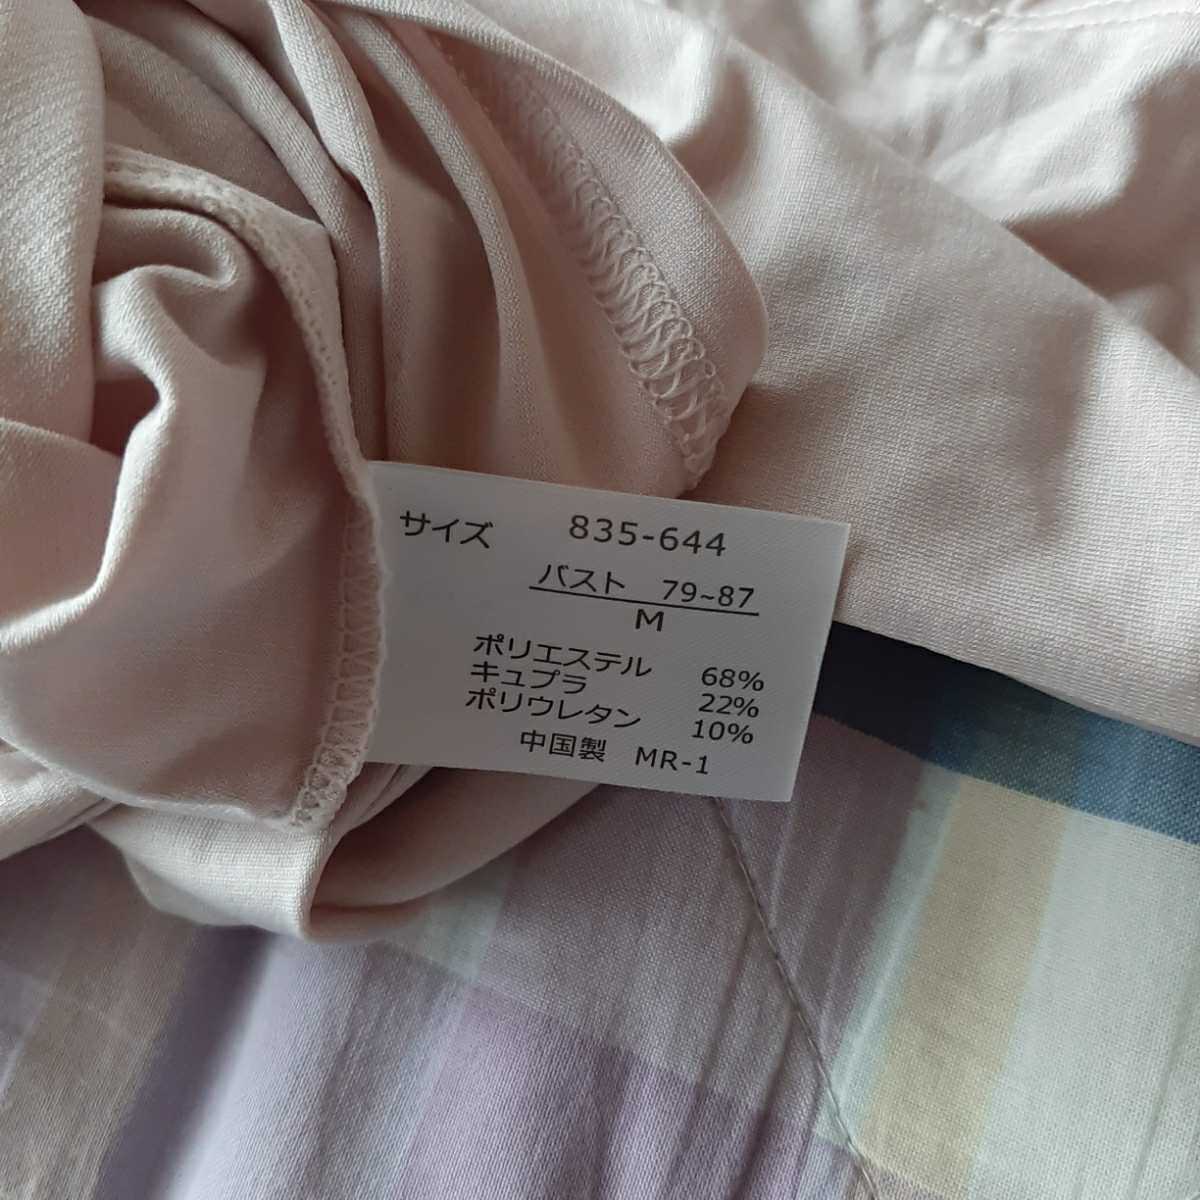 サイズ 835-644
バスト 79~87
M
ポリエステル 68%
キュプラ 22%
ポリウレタン 10%
中国製 MR-1